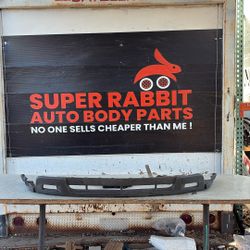 SUPER RABBIT
AUTO BODY PARTS
NO ONE SELLS CHEAPER THAN ME !